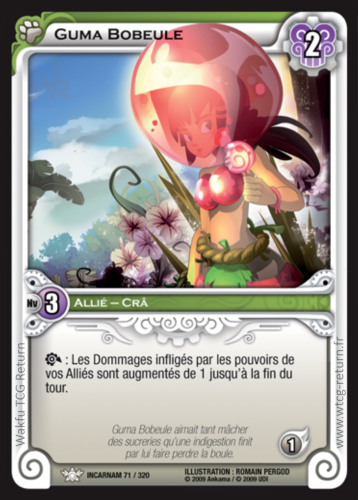 Guma Bobeule
2
Nv 3
Allié – Crâ
: Les Dommages infligés par les pouvoirs de
vos Alliés sont augmentés de 1 jusqu'à la fin du
tour.
Guma Bobeule aimait tant mâcher
des sucreries qu'une indigestion finit
par lui faire perdre la boule.
1
INCARNAM 71 / 320
ILLUSTRATION : ROMAIN PERGOD
© 2009 Ankama / © 2009 UDI
Wakfu TCG Return
www.wtcg-return.fr